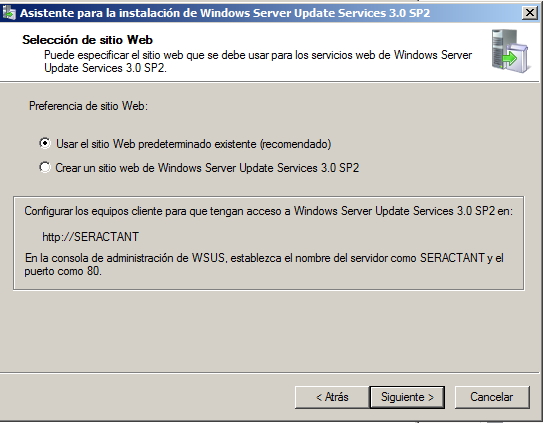 Asistente para la instalación de Windows Server Update Services 3.0 SP2
Selección de sitio Web
Puede especificar el sitio web que se debe usar para los servicios web de Windows Server
Update Services 3.0 SP2.
Preferencia de sitio Web:
Usar el sitio Web predeterminado existente (recomendado)
Crear un sitio web de Windows Server Update Services 3.0 SP2
Configurar los equipos cliente para que tengan acceso a Windows Server Update Services 3.0 SP2 en:
http://SERACTANT
En la consola de administración de WSUS, establezca el nombre del servidor como SERACTANT y el
puerto como 80.
< Atrás
Siguiente >
Cancelar